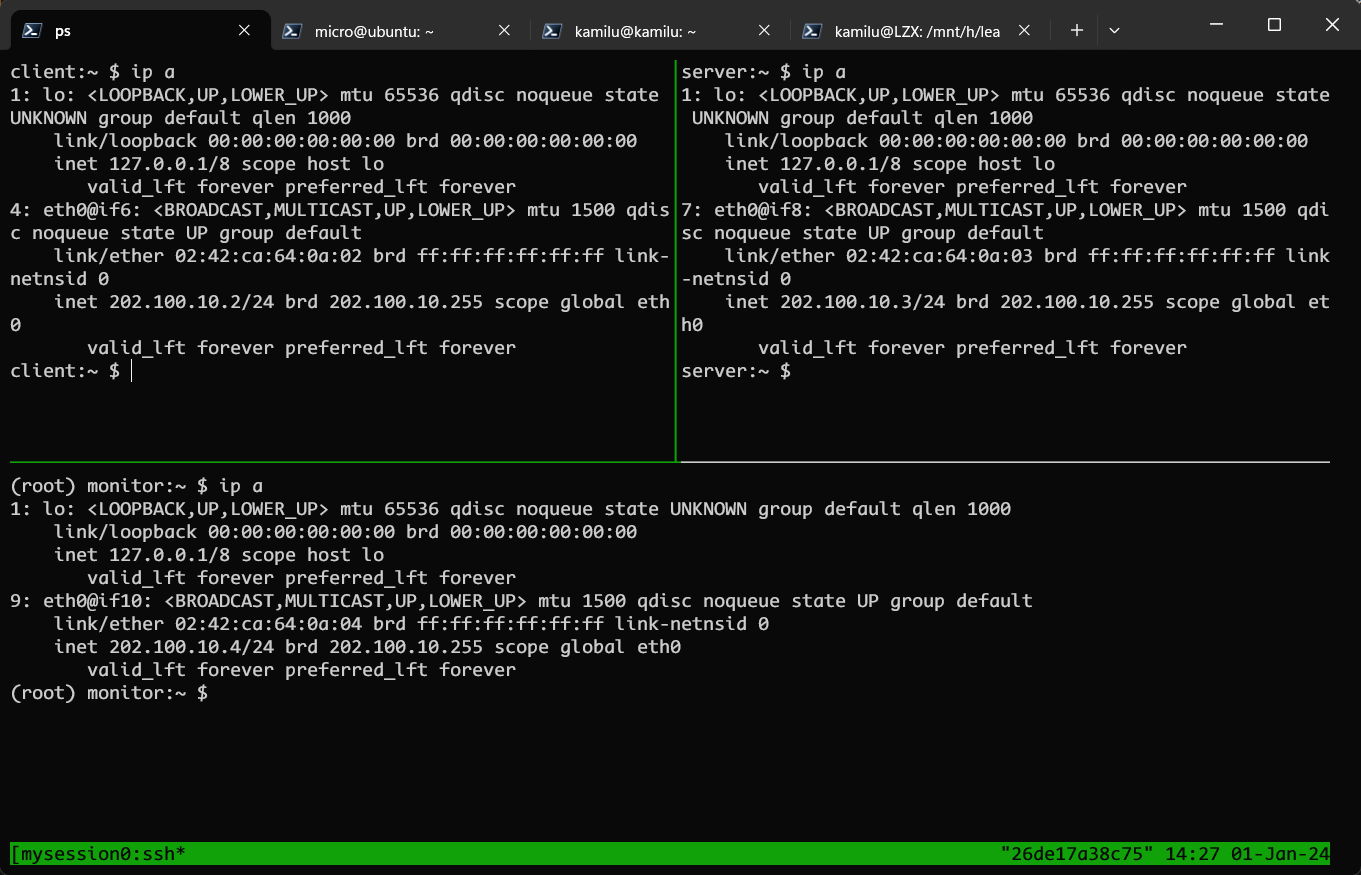 ps
micro@ubuntu: ~
kamilu@kamilu: ~
kamilu@LZX: /mnt/h/lea
client:~ $ ip a
1: lo: <LOOPBACK,UP,LOWER_UP> mtu 65536 qdisc noqueue state
UNKNOWN group default qlen 1000
    link/loopback 00:00:00:00:00:00 brd 00:00:00:00:00:00
    inet 127.0.0.1/8 scope host lo
       valid_lft forever preferred_lft forever
4: eth0@if6: <BROADCAST,MULTICAST,UP,LOWER_UP> mtu 1500 qdis
c noqueue state UP group default
    link/ether 02:42:ca:64:0a:02 brd ff:ff:ff:ff:ff:ff link-
netnsid 0
    inet 202.100.10.2/24 brd 202.100.10.255 scope global eth
0
       valid_lft forever preferred_lft forever
client:~ $
server:~ $ ip a
1: lo: <LOOPBACK,UP,LOWER_UP> mtu 65536 qdisc noqueue state
 UNKNOWN group default qlen 1000
    link/loopback 00:00:00:00:00:00 brd 00:00:00:00:00:00
    inet 127.0.0.1/8 scope host lo
       valid_lft forever preferred_lft forever
7: eth0@if8: <BROADCAST,MULTICAST,UP,LOWER_UP> mtu 1500 qdi
sc noqueue state UP group default
    link/ether 02:42:ca:64:0a:03 brd ff:ff:ff:ff:ff:ff link
-netnsid 0
    inet 202.100.10.3/24 brd 202.100.10.255 scope global et
h0
       valid_lft forever preferred_lft forever
server:~ $
(root) monitor:~ $ ip a
1: lo: <LOOPBACK,UP,LOWER_UP> mtu 65536 qdisc noqueue state UNKNOWN group default qlen 1000
    link/loopback 00:00:00:00:00:00 brd 00:00:00:00:00:00
    inet 127.0.0.1/8 scope host lo
       valid_lft forever preferred_lft forever
9: eth0@if10: <BROADCAST,MULTICAST,UP,LOWER_UP> mtu 1500 qdisc noqueue state UP group default
    link/ether 02:42:ca:64:0a:04 brd ff:ff:ff:ff:ff:ff link-netnsid 0
    inet 202.100.10.4/24 brd 202.100.10.255 scope global eth0
       valid_lft forever preferred_lft forever
(root) monitor:~ $
[mysession0:ssh* "26de17a38c75" 14:27 01-Jan-24